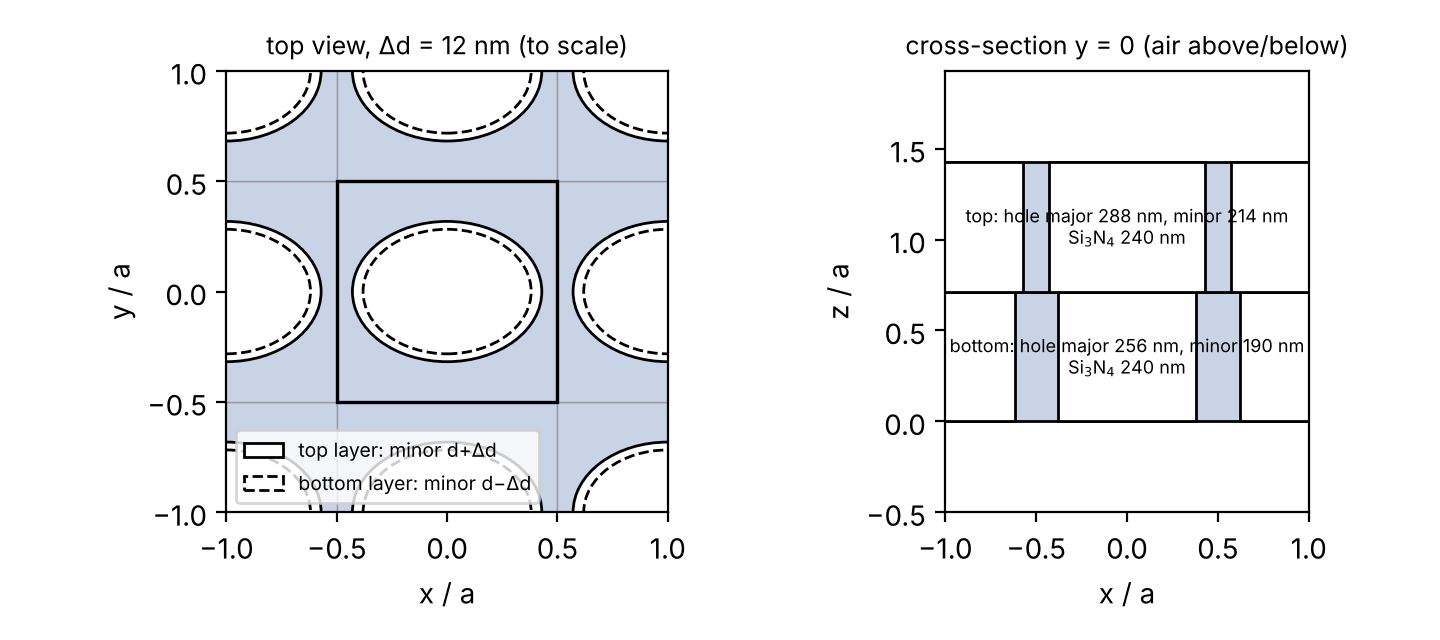 top view, Δd = 12 nm (to scale)
1.0
0.5
0.0
−0.5
−1.0
y / a
top layer: minor d+Δd
bottom layer: minor d−Δd
−1.0 −0.5 0.0 0.5 1.0
x / a
cross-section y = 0 (air above/below)
1.5
1.0
0.5
0.0
−0.5
z / a
top: hole major 288 nm, minor 214 nm
Si₃N₄ 240 nm
bottom: hole major 256 nm, minor 190 nm
Si₃N₄ 240 nm
−1.0 −0.5 0.0 0.5 1.0
x / a